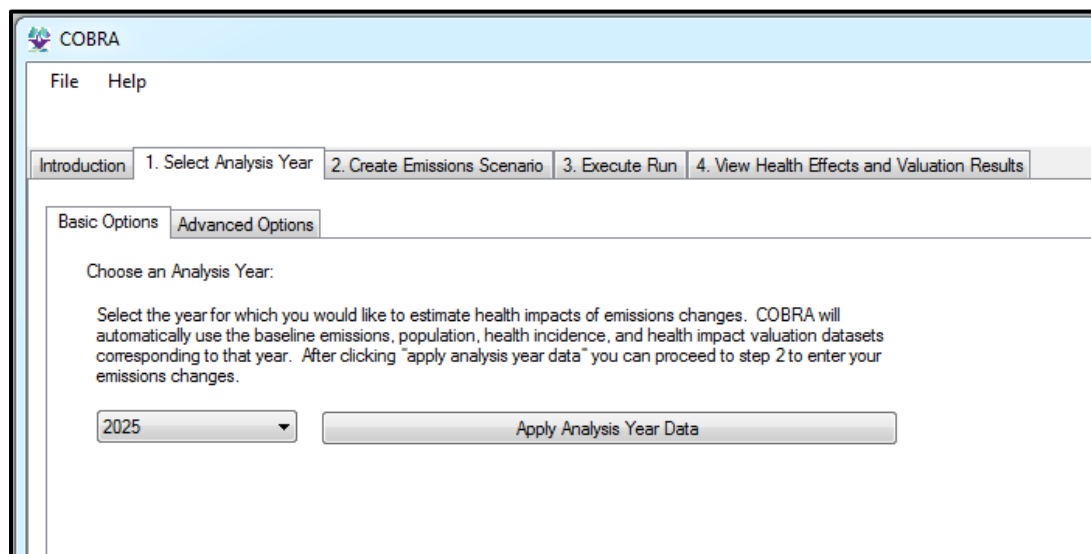 COBRA
File Help
Introduction 1. Select Analysis Year 2. Create Emissions Scenario 3. Execute Run 4. View Health Effects and Valuation Results
Basic Options Advanced Options
Choose an Analysis Year:
Select the year for which you would like to estimate health impacts of emissions changes. COBRA will
automatically use the baseline emissions, population, health incidence, and health impact valuation datasets
corresponding to that year. After clicking "apply analysis year data" you can proceed to step 2 to enter your
emissions changes.
2025 Apply Analysis Year Data